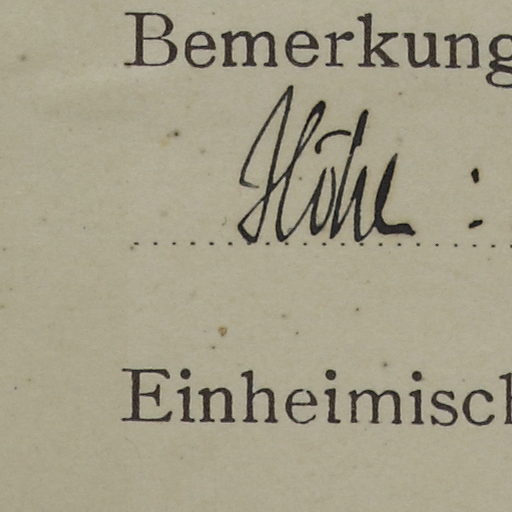 Bemerkung
Höhe :
Einheimisch